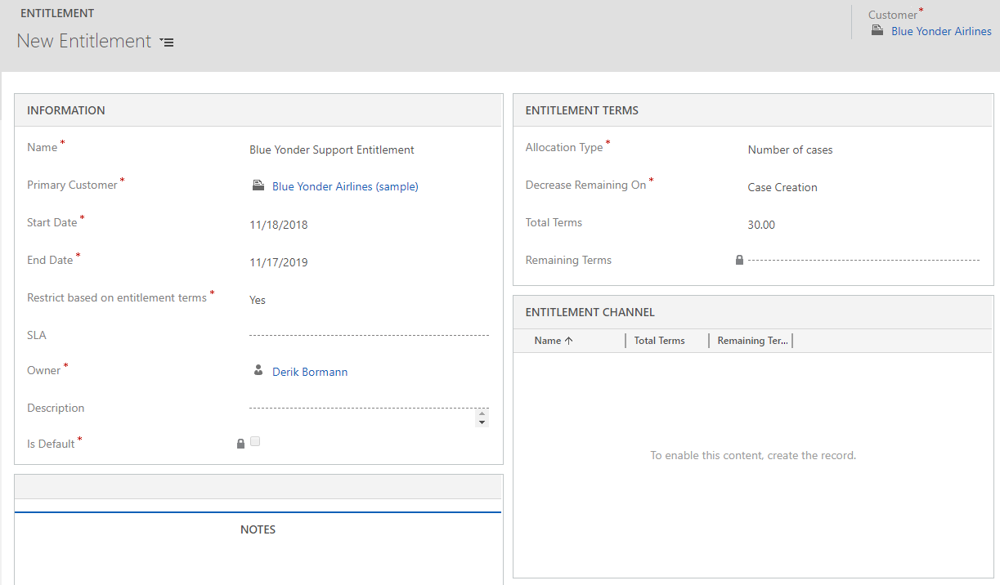 ENTITLEMENT
New Entitlement
Customer*
Blue Yonder Airlines
INFORMATION
Name* Blue Yonder Support Entitlement
Primary Customer* Blue Yonder Airlines (sample)
Start Date* 11/18/2018
End Date* 11/17/2019
Restrict based on entitlement terms* Yes
SLA
Owner* Derik Bormann
Description
Is Default*
NOTES
ENTITLEMENT TERMS
Allocation Type* Number of cases
Decrease Remaining On* Case Creation
Total Terms 30.00
Remaining Terms
ENTITLEMENT CHANNEL
Name Total Terms Remaining Ter...
To enable this content, create the record.